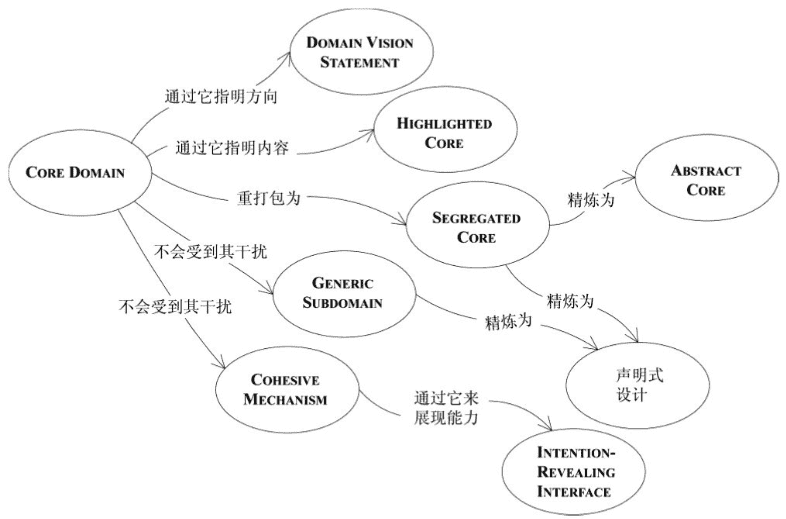 DOMAIN VISION
STATEMENT
通过它指明方向
HIGHLIGHTED
CORE
通过它指明内容
CORE DOMAIN
ABSTRACT
CORE
精炼为
重打包为
SEGREGATED
CORE
不会受到其干扰
GENERIC
SUBDOMAIN
精炼为
不会受到其干扰
精炼为
COHESIVE
MECHANISM
声明式
设计
通过它来
展现能力
INTENTION-
REVEALING
INTERFACE